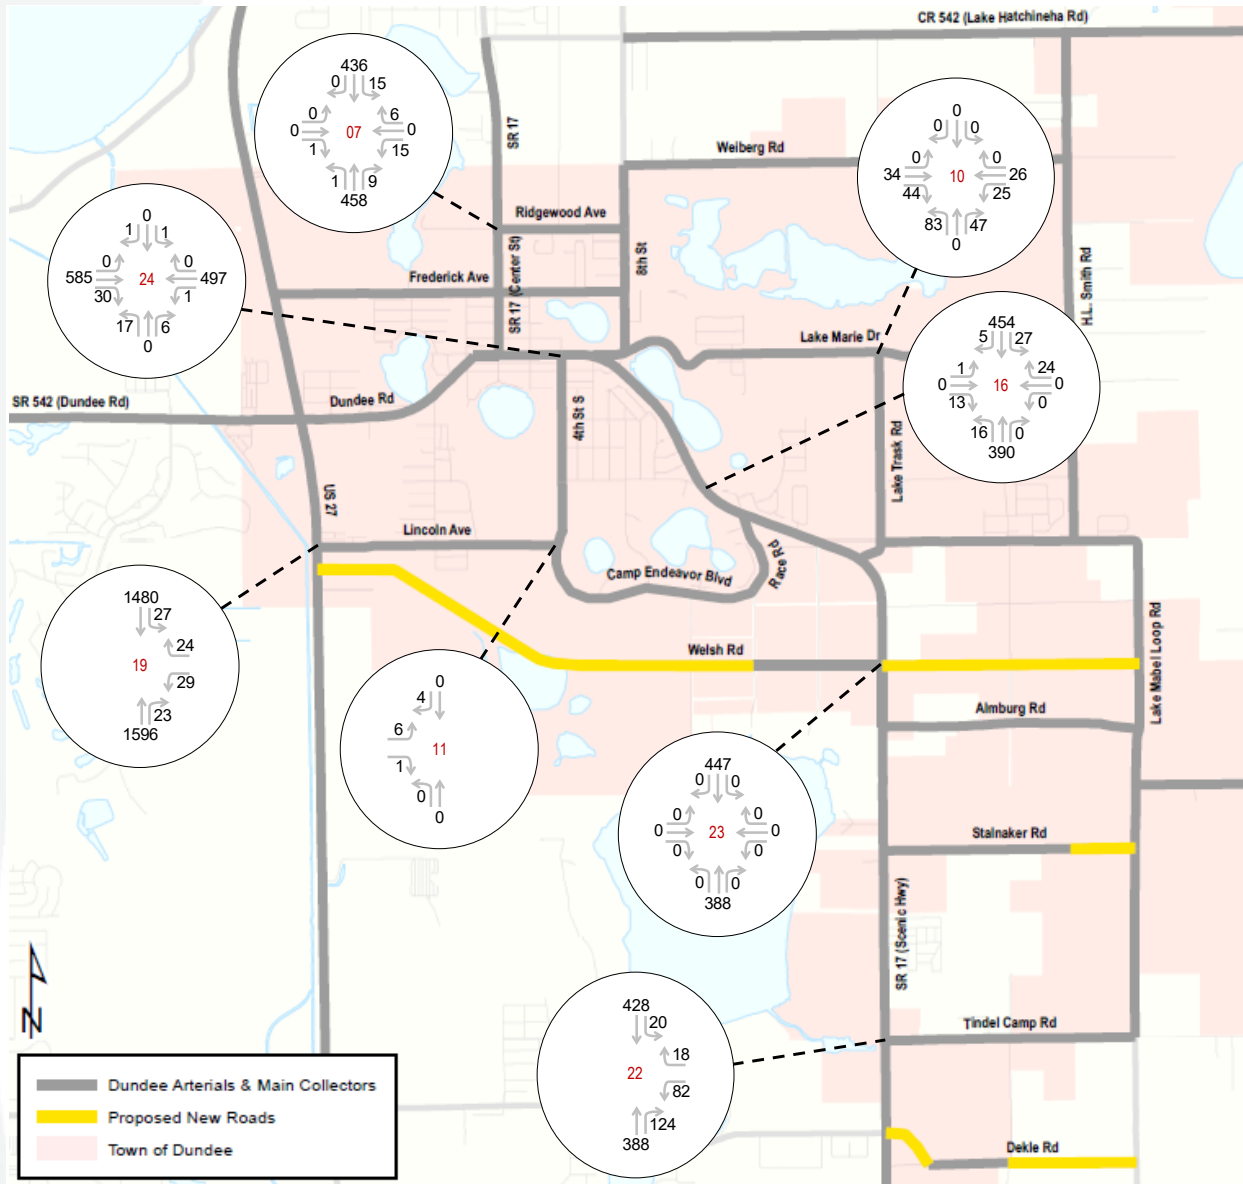 CR 542 (Lake Hatchineha Rd)
436
0 15
0 6
0 07 0
1 15
1 9
458
SR 17
0
0 0
0 0
34 10 26
44 25
83 47
0
Weiberg Rd
Ridgewood Ave
8th St
H.L. Smith Rd
0
1 1
0 0
585 24 497
30 1
17 6
0
Frederick Ave
SR 17 (Center St)
Lake Marie Dr
454
5 27
1 24
0 16 0
13 0
16 0
390
SR 542 (Dundee Rd)
Dundee Rd
4th St S
Lake Trask Rd
US 27
Lincoln Ave
Camp Endeavor Blvd
Race Rd
1480
27
24
19
29
23
1596
Welsh Rd
Lake Mabel Loop Rd
0
4
6
11
1
0
0
Almburg Rd
447
0 0
0 0
0 23 0
0 0
0 0
388
Stalnaker Rd
SR 17 (Scenic Hwy)
N
428
20
18
22
82
124
388
Tindel Camp Rd
Dekle Rd
Dundee Arterials & Main Collectors
Proposed New Roads
Town of Dundee